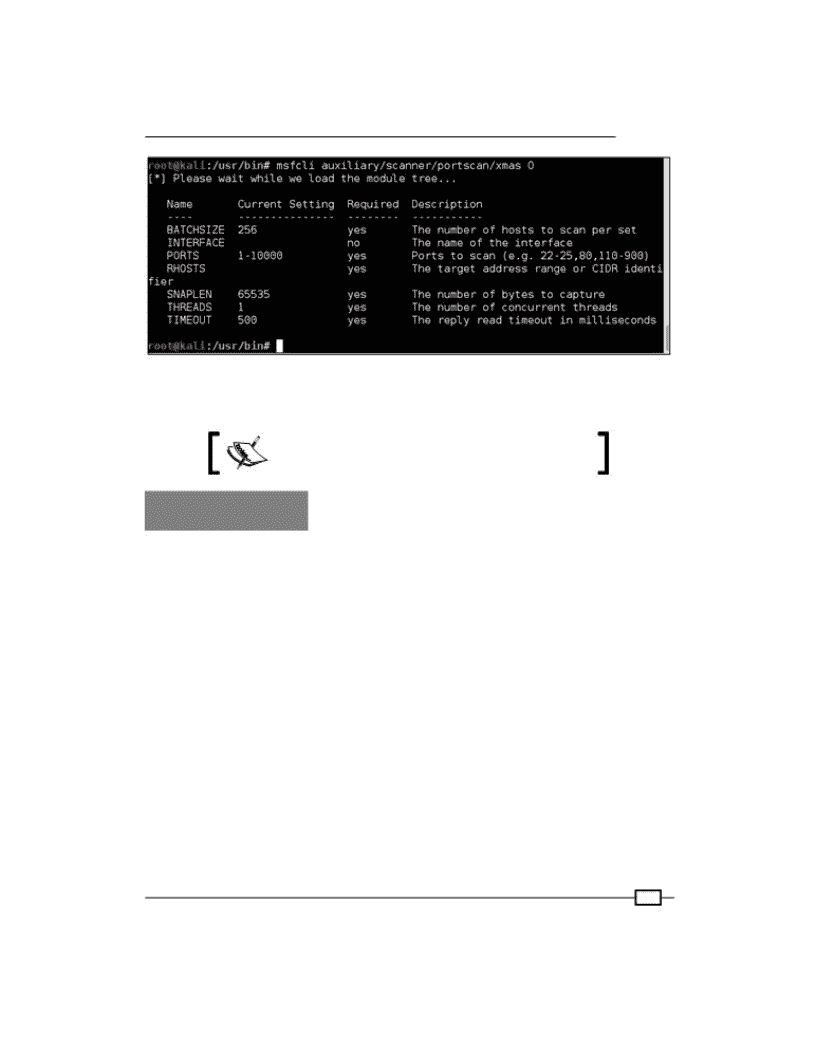 root@kali:/usr/bin# msfcli auxiliary/scanner/portscan/xmas O
[*] Please wait while we load the module tree...
Name Current Setting Required Description
---- --------------- -------- -----------
BATCHSIZE 256 yes The number of hosts to scan per set
INTERFACE no The name of the interface
PORTS 1-10000 yes Ports to scan (e.g. 22-25,80,110-900)
RHOSTS yes The target address range or CIDR identi
fier
SNAPLEN 65535 yes The number of bytes to capture
THREADS 1 yes The number of concurrent threads
TIMEOUT 500 yes The reply read timeout in milliseconds
root@kali:/usr/bin#